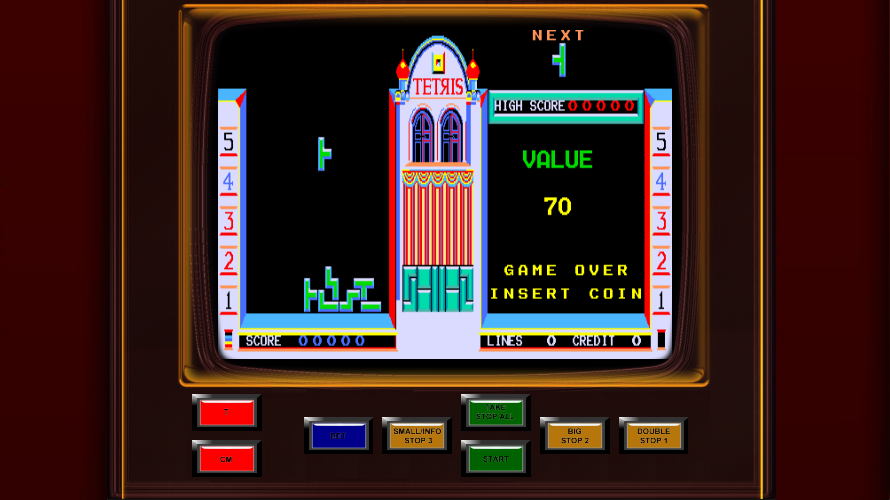 NEXT
TETRIS
HIGH SCORE 00000
VALUE
70
GAME OVER
INSERT COIN
5
4
3
2
1
5
4
3
2
1
SCORE 00000
LINES 0 CREDIT 0
TAKE
STOP ALL
SMALL/INFO
STOP 3
BIG
STOP 2
DOUBLE
STOP 1
GM
START